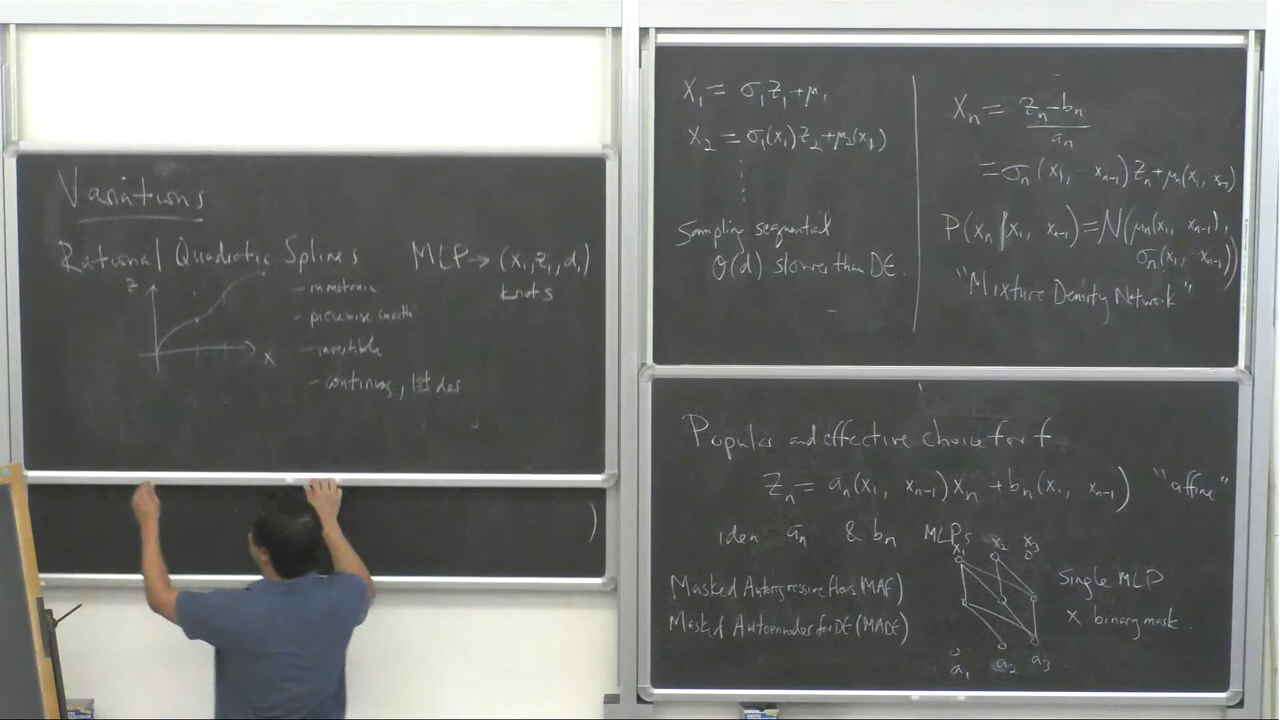 Variations
Rational Quadratic Splines MLP → (x, z, d,)
knots
z
x
- monotonic
- piecewise smooth
- invertible
- continuous, 1st der
)
X₁ = σ₁z₁+μ₁
X₂ = σ₁(x₁)z₂+μ₂(x₁)
Sampling sequential
O(d) slower than DE
Xₙ = zₙ-bₙ / aₙ
= σₙ(x₁, - xₙ₋₁)zₙ+μₙ(x₁, xₙ₋₁)
P(xₙ|x₁, xₙ₋₁) = N(μₙ(x₁, xₙ₋₁),
σₙ(x₁, -xₙ₋₁))
"Mixture Density Network"
Popular and effective choice for f
Zₙ = aₙ(x₁, xₙ₋₁)xₙ + bₙ(x₁, xₙ₋₁) "affine"
idea aₙ & bₙ MLPs
x₁ x₂ x₃
Masked Autoregressive flows (MAF)
Masked Autoencoder for DE (MADE)
Single MLP
x binary mask
a₁ a₂ a₃